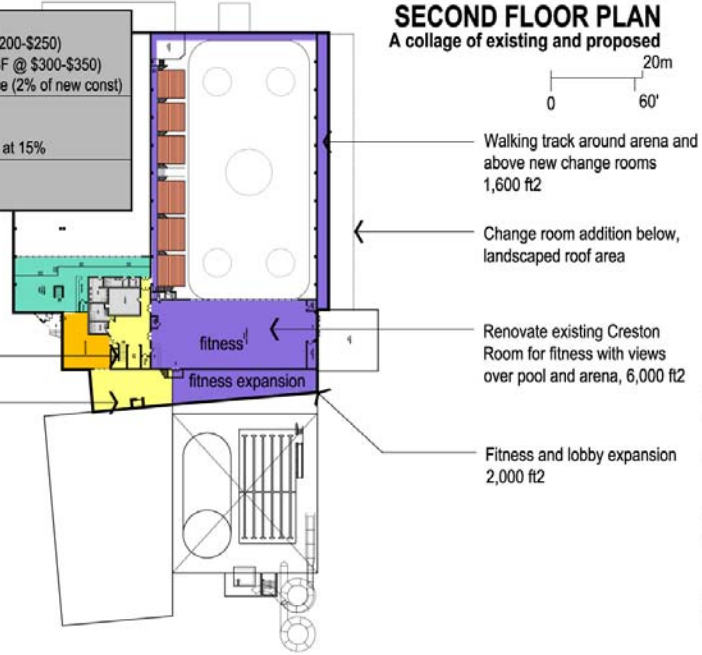 SECOND FLOOR PLAN
A collage of existing and proposed
20m
0
60'
200-$250)
F @ $300-$350)
e (2% of new const)
at 15%
Walking track around arena and
above new change rooms
1,600 ft2
Change room addition below,
landscaped roof area
Renovate existing Creston
Room for fitness with views
over pool and arena, 6,000 ft2
Fitness and lobby expansion
2,000 ft2
fitness
fitness expansion